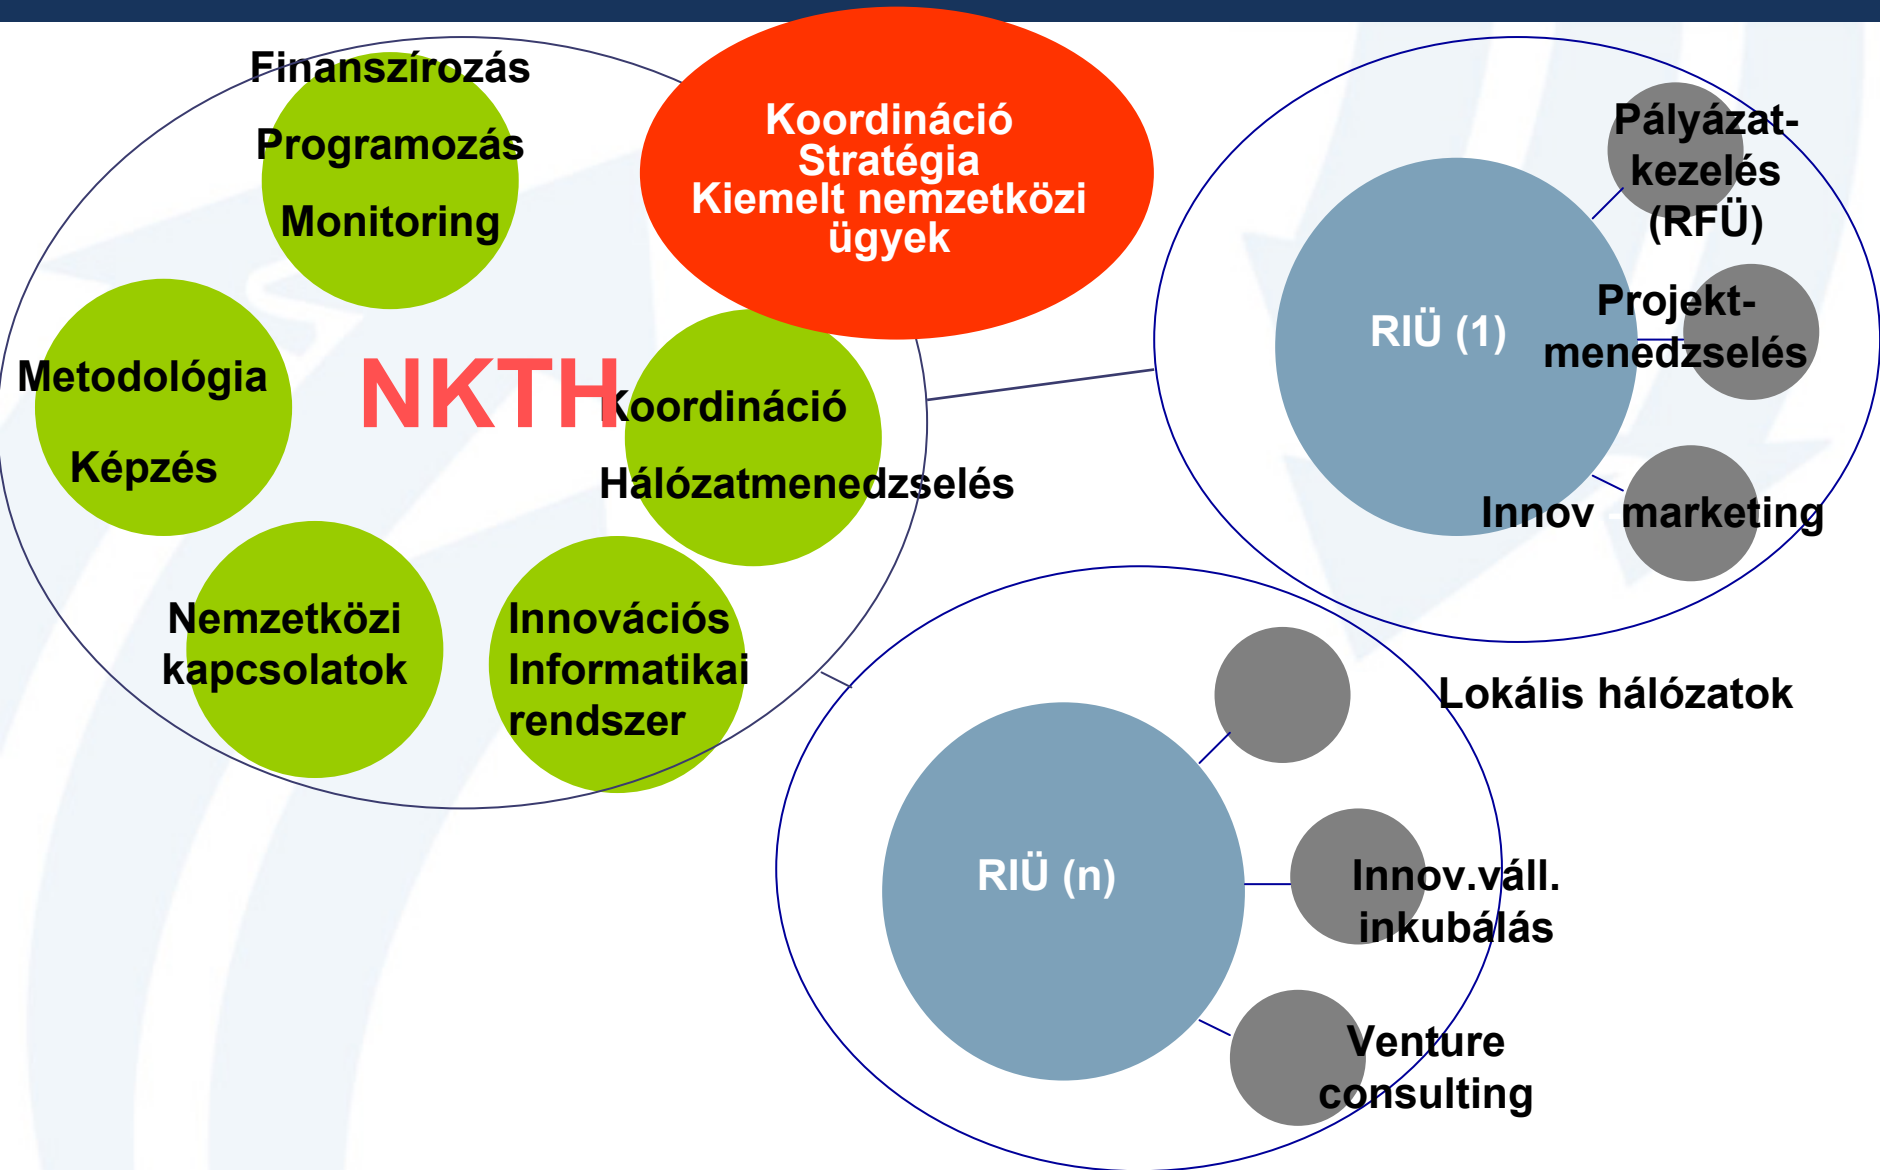 Finanszírozás
Programozás
Monitoring
Koordináció
Stratégia
Kiemelt nemzetközi
ügyek
Metodológia
Képzés
NKTH
Koordináció
Hálózatmenedzselés
Nemzetközi
kapcsolatok
Innovációs
Informatikai
rendszer
RIÜ (1)
Pályázat-
kezelés
(RFÜ)
Projekt-
menedzselés
Innov marketing
RIÜ (n)
Lokális hálózatok
Innov.váll.
inkubálás
Venture
consulting